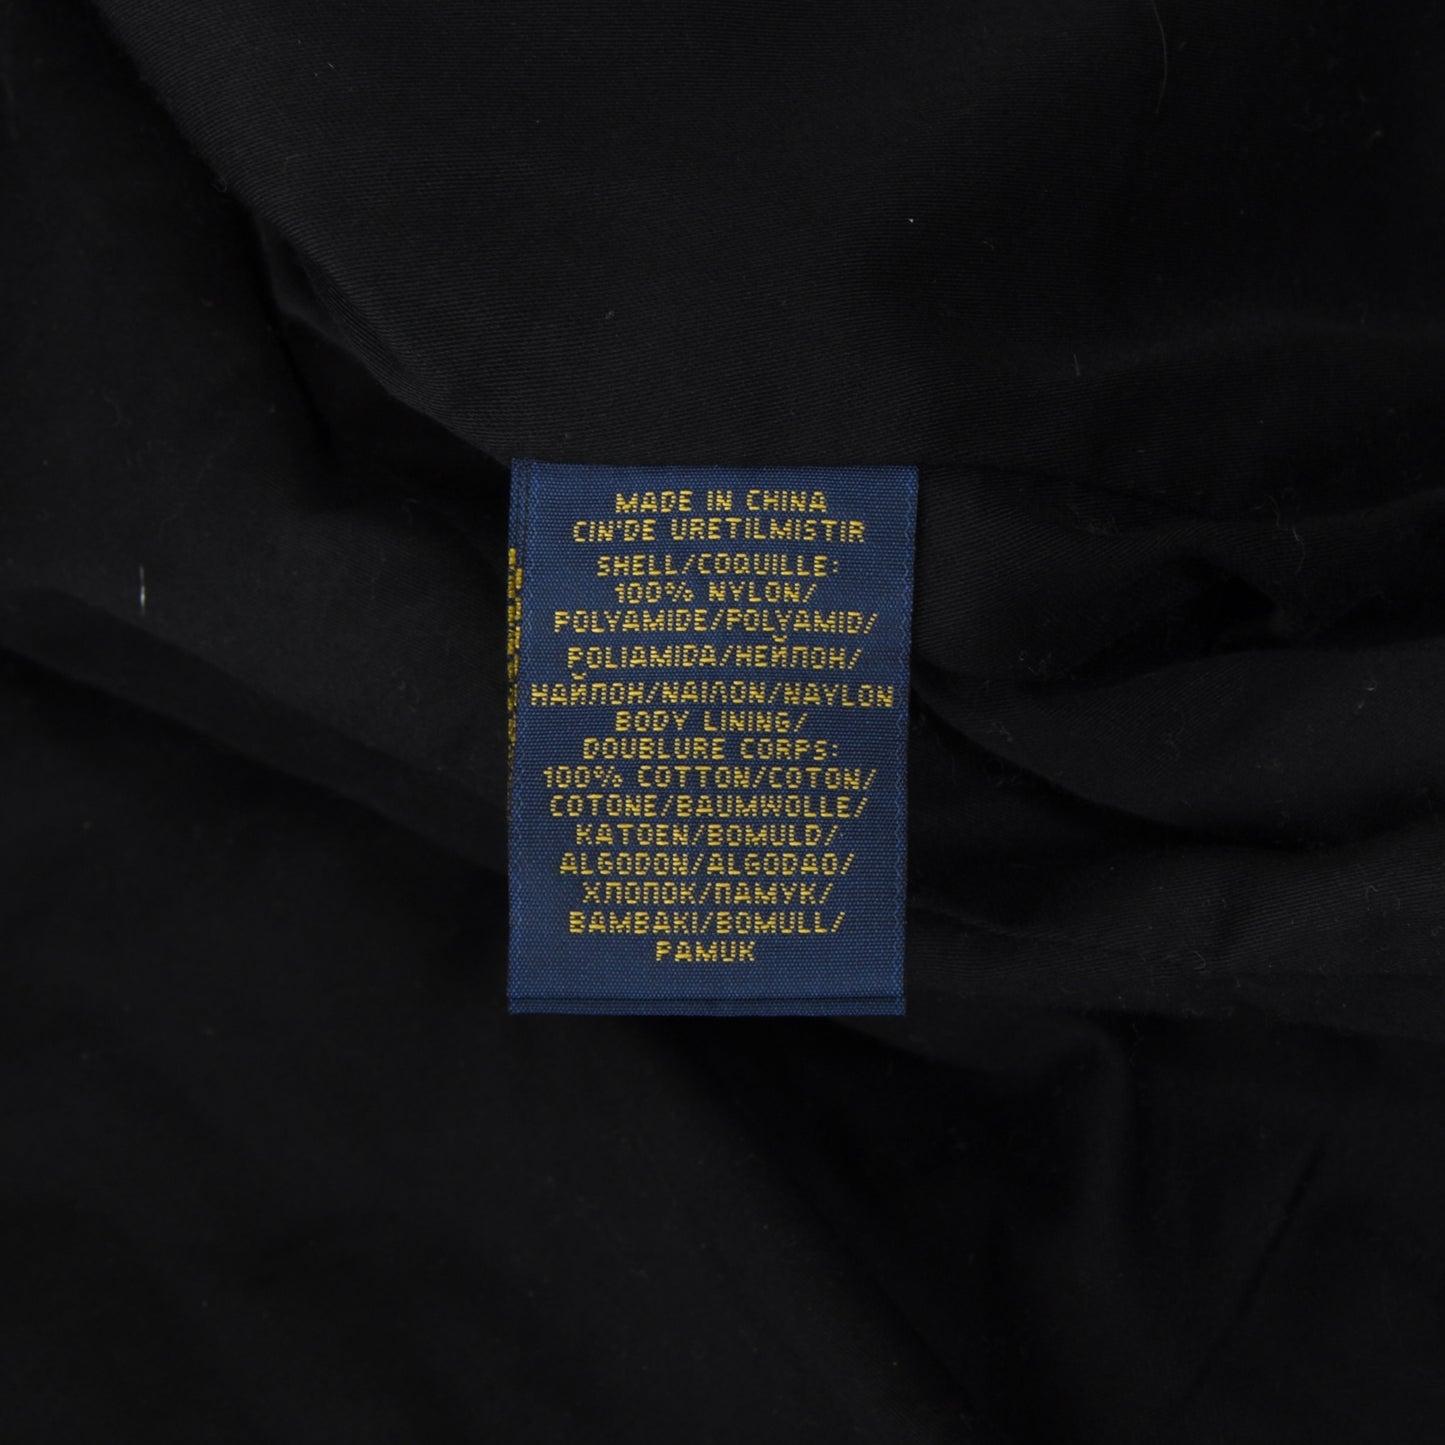 MADE IN CHINA
CIN'DE URETILMISTIR
SHELL/COQUILLE:
100% NYLON/
POLYAMIDE/POLYAMID/
POLIAMIDA/НЕЙЛОН/
НАЙЛОН/ΝΑΙΛΟΝ/NAYLON
BODY LINING/
DOUBLURE CORPS:
100% COTTON/COTON/
COTONE/BAUMWOLLE/
KATOEN/BOMULD/
ALGODON/ALGODAO/
ХЛОПОК/ПАМУК/
BAMBAKI/BOMULL/
PAMUK